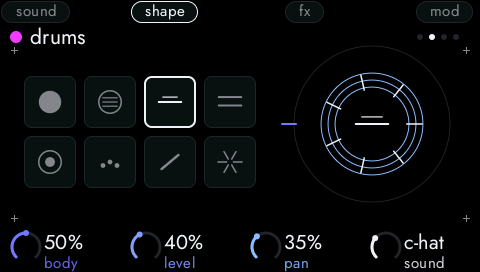 sound shape fx mod
drums
50% 40% 35% c-hat
body level pan sound